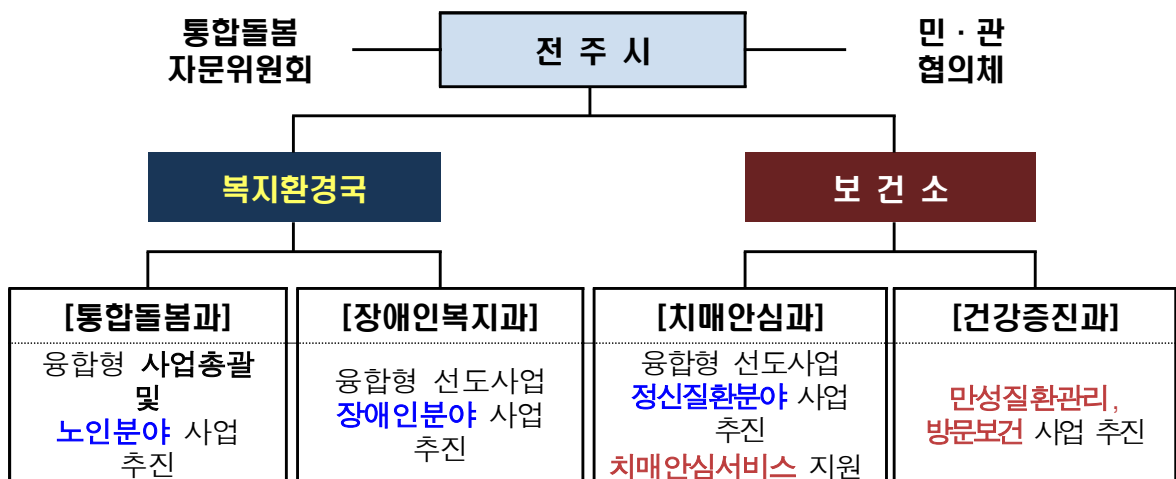 통합돌봄
자문위원회
전 주 시
민 · 관
협의체
복지환경국
보 건 소
[통합돌봄과]
융합형 사업총괄
및
노인분야 사업
추진
[장애인복지과]
융합형 선도사업
장애인분야 사업
추진
[치매안심과]
융합형 선도사업
정신질환분야 사업
추진
치매안심서비스 지원
[건강증진과]
만성질환관리,
방문보건 사업 추진